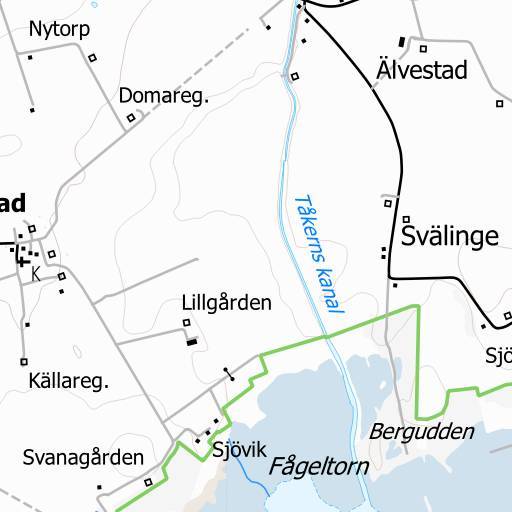 Nytorp
Älvestad
Domareg.
ad
Tåkerns kanal
Svälinge
K
Lillgården
Sjö
Källareg.
Bergudden
Sjövik
Svanagården
Fågeltorn